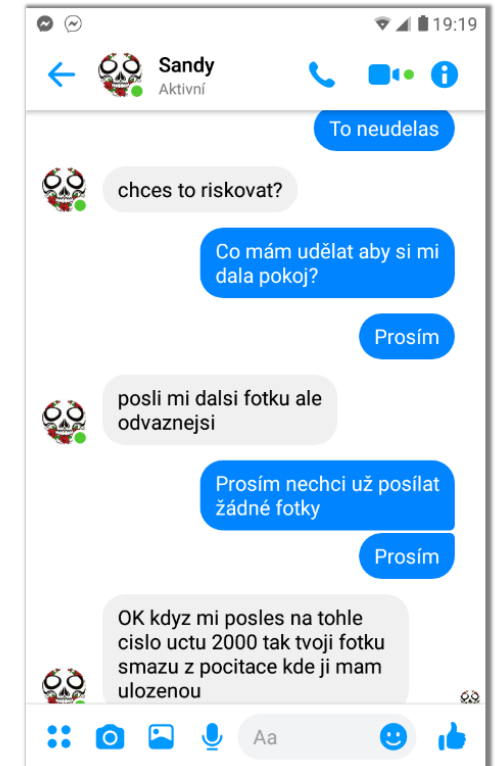 19:19
Sandy
Aktivní
To neudelas
chces to riskovat?
Co mám udělat aby si mi
dala pokoj?
Prosím
posli mi dalsi fotku ale
odvaznejsi
Prosím nechci už posílat
žádné fotky
Prosím
OK kdyz mi posles na tohle
cislo uctu 2000 tak tvoji fotku
smazu z pocitace kde ji mam
ulozenou
Aa